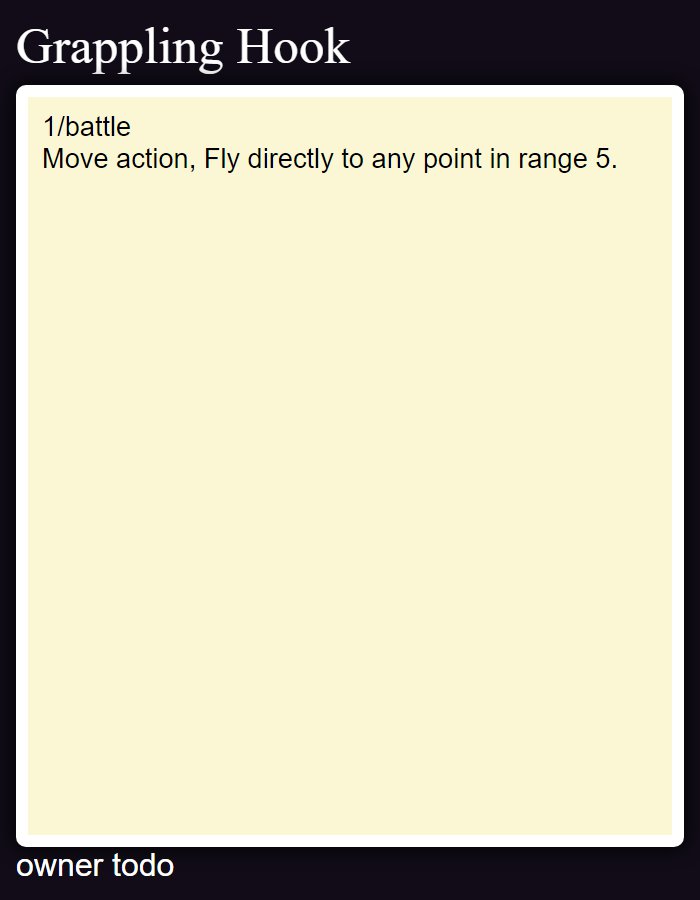 Grappling Hook
1/battle
Move action, Fly directly to any point in range 5.
owner todo